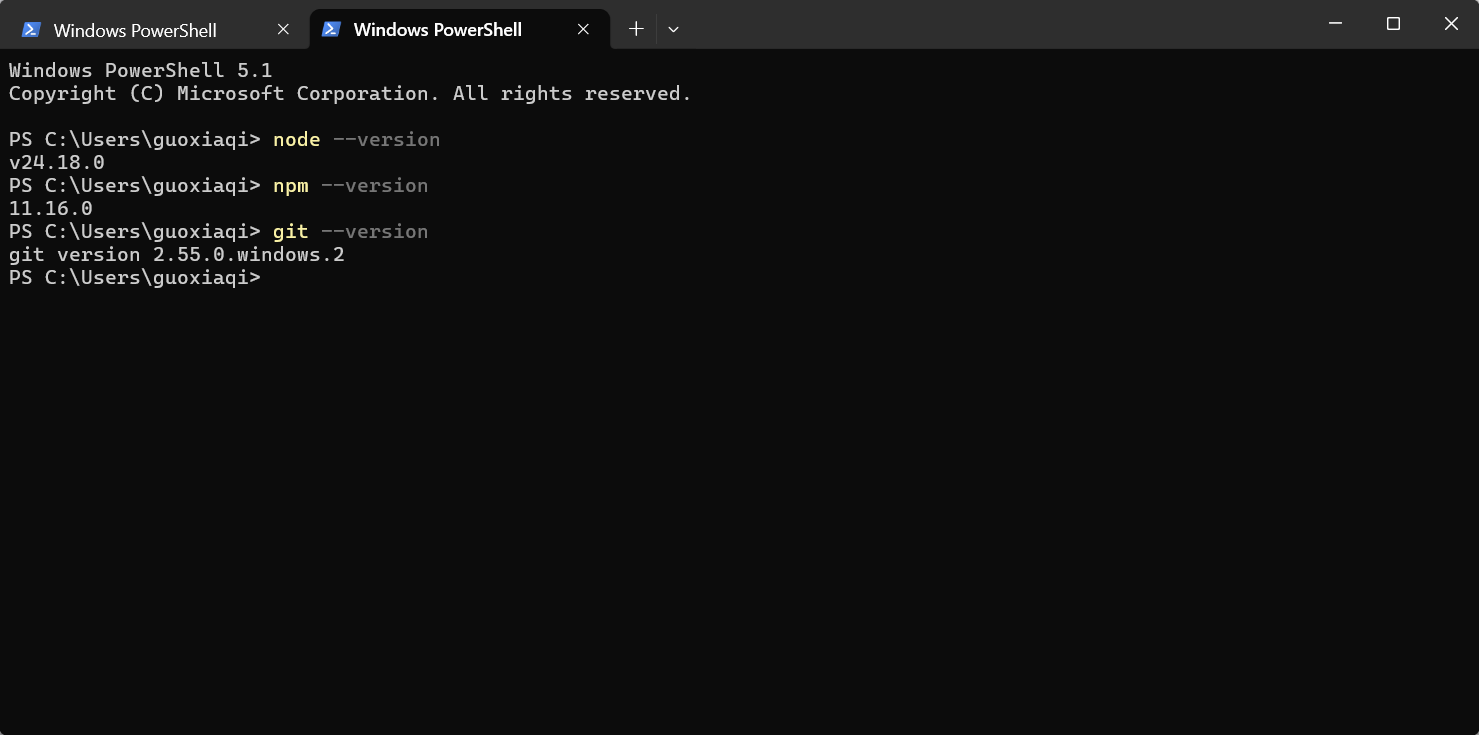 Windows PowerShell
Windows PowerShell
Windows PowerShell 5.1
Copyright (C) Microsoft Corporation. All rights reserved.
PS C:\Users\guoxiaqi> node --version
v24.18.0
PS C:\Users\guoxiaqi> npm --version
11.16.0
PS C:\Users\guoxiaqi> git --version
git version 2.55.0.windows.2
PS C:\Users\guoxiaqi>